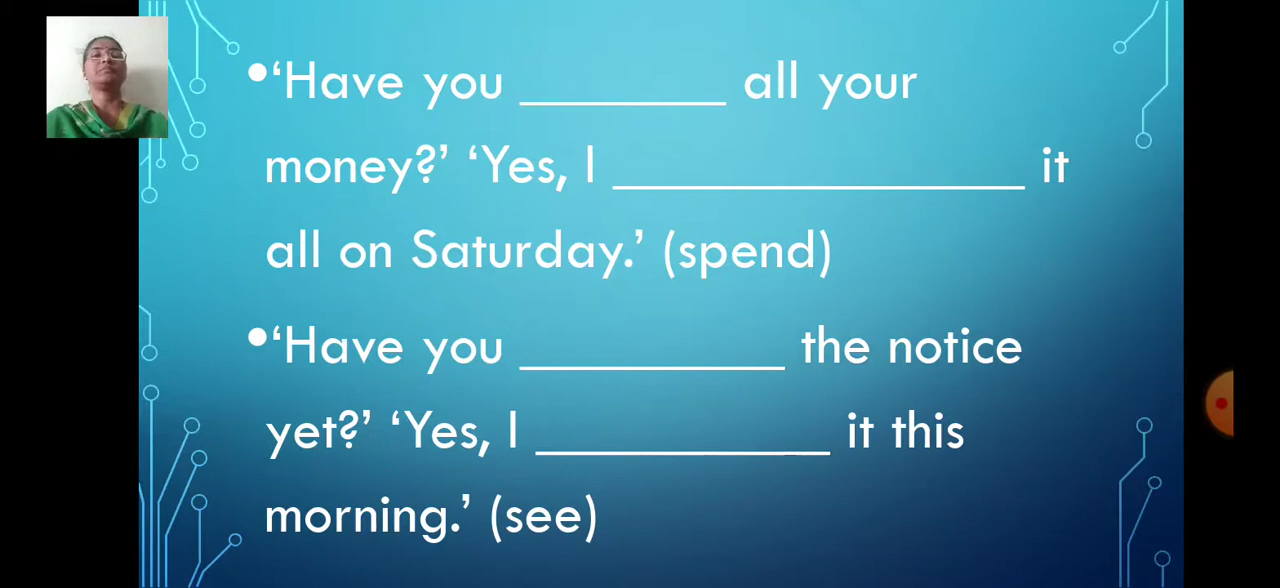 •‘Have you ________ all your
money?’ ‘Yes, I ________________ it
all on Saturday.’ (spend)
•‘Have you __________ the notice
yet?’ ‘Yes, I ___________ it this
morning.’ (see)